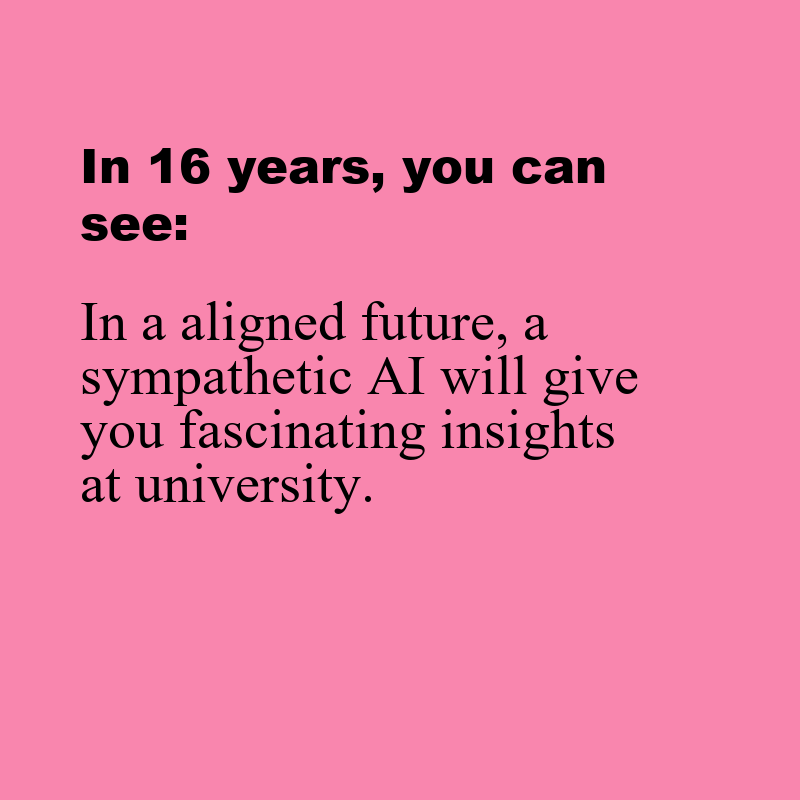 In 16 years, you can
see:
In a aligned future, a
sympathetic AI will give
you fascinating insights
at university.